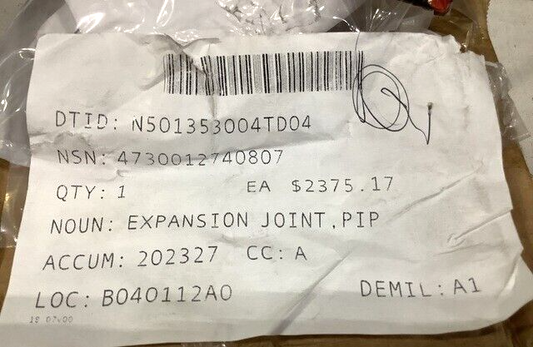 DTID: N501353004TD04
NSN: 4730012740807
QTY: 1 EA $2375.17
NOUN: EXPANSION JOINT,PIP
ACCUM: 202327 CC: A
LOC: B040112A0 DEMIL: A1